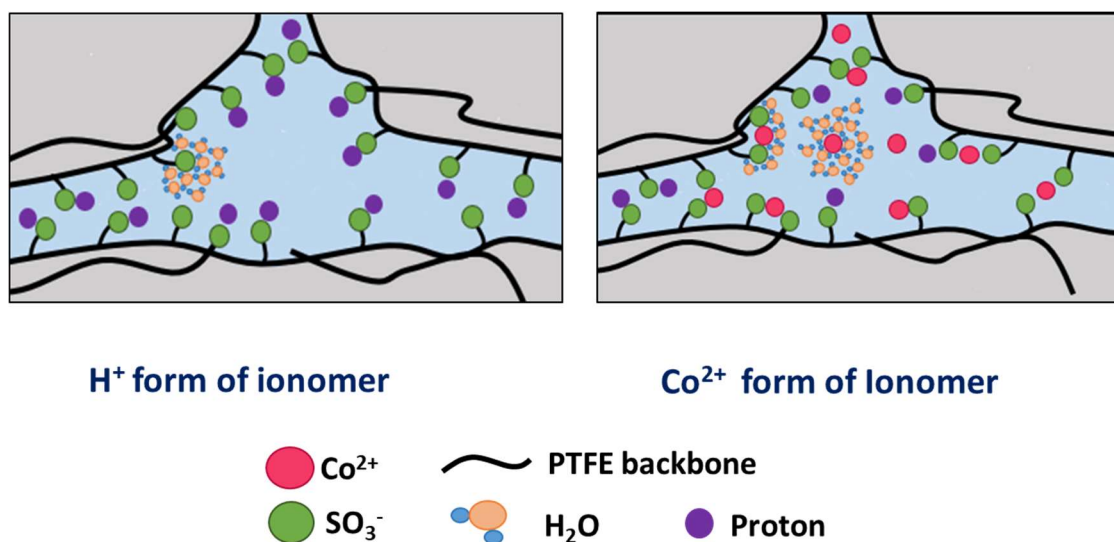 H⁺ form of ionomer
Co²⁺ form of Ionomer
Co²⁺
PTFE backbone
SO₃⁻
H₂O
Proton